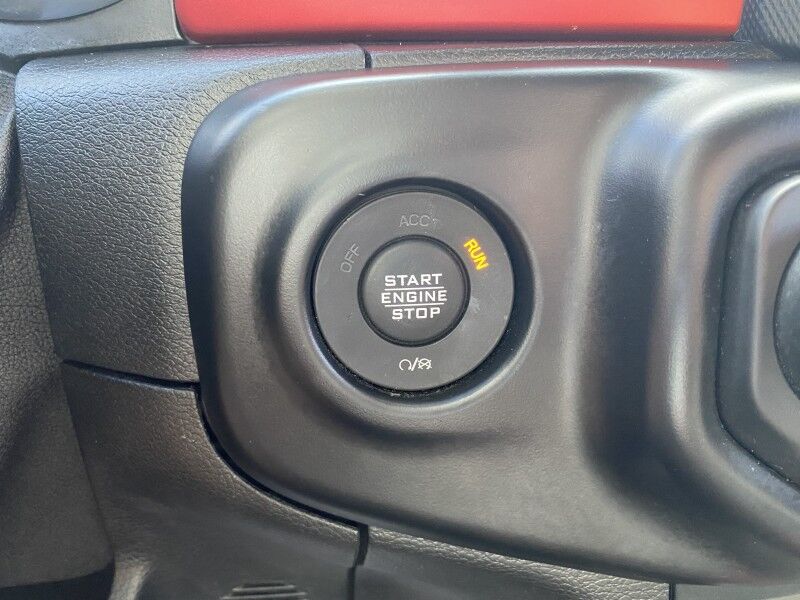 OFF
ACC
RUN
START
ENGINE
STOP